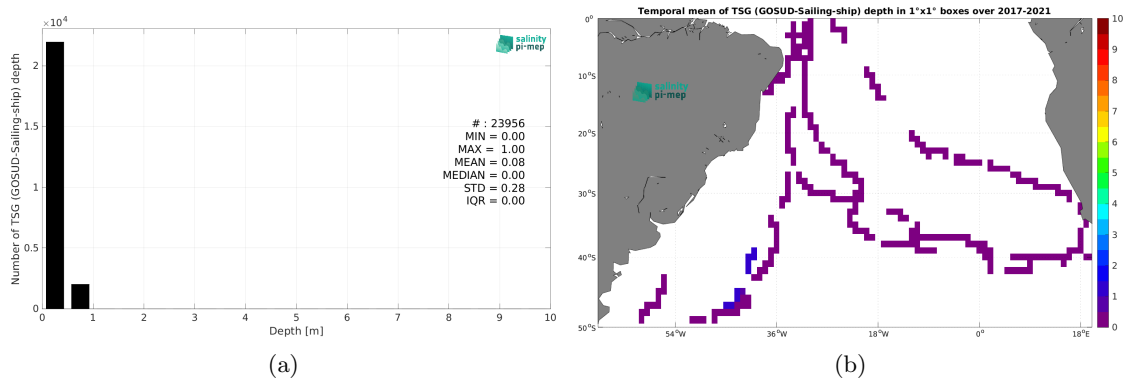 ×10⁴
Number of TSG (GOSUD-Sailing-ship) depth
2
1.5
1
0.5
0
0 1 2 3 4 5 6 7 8 9 10
Depth [m]
salinity
pi-mep
# : 23956
MIN = 0.00
MAX = 1.00
MEAN = 0.08
MEDIAN = 0.00
STD = 0.28
IQR = 0.00
(a)
Temporal mean of TSG (GOSUD-Sailing-ship) depth in 1°x1° boxes over 2017-2021
0°
10°S
20°S
30°S
40°S
50°S
54°W 36°W 18°W 0° 18°E
salinity
pi-mep
10
9
8
7
6
5
4
3
2
1
0
(b)